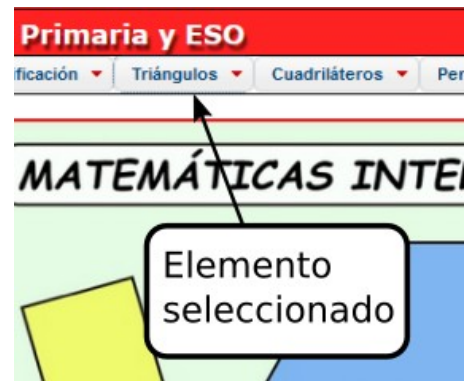 Primaria y ESO
ficación Triángulos Cuadriláteros Per
MATEMÁTICAS INTE
Elemento
seleccionado